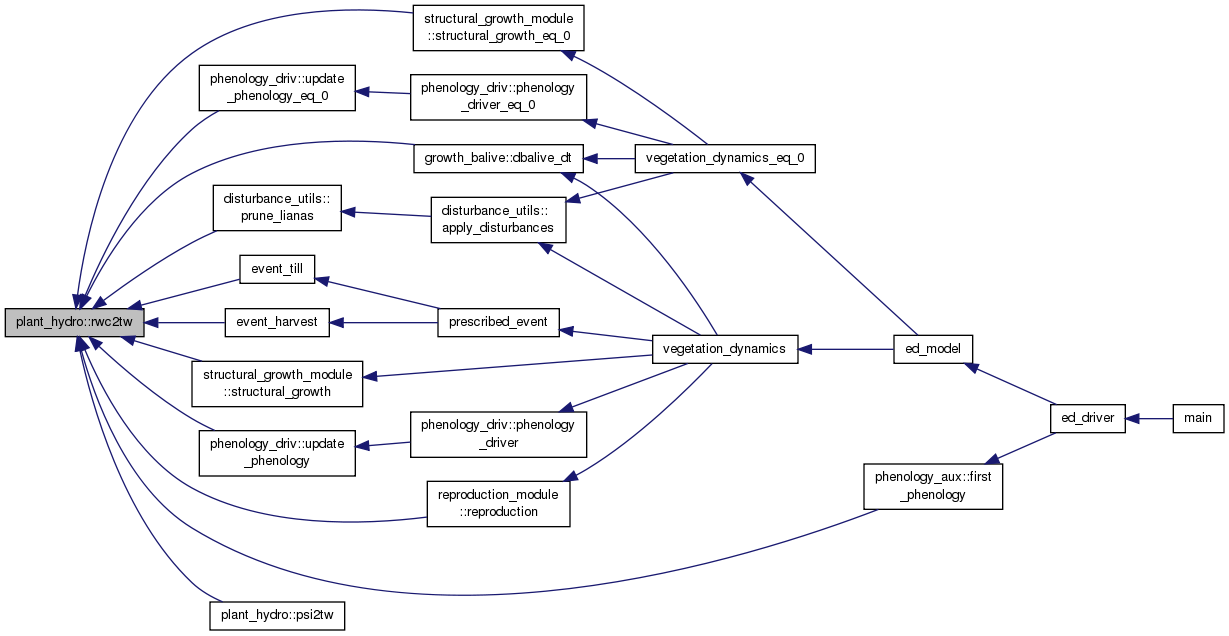 structural_growth_module
::structural_growth_eq_0
phenology_driv::update
_phenology_eq_0
phenology_driv::phenology
_driver_eq_0
growth_balive::dbalive_dt
vegetation_dynamics_eq_0
disturbance_utils::
prune_lianas
disturbance_utils::
apply_disturbances
event_till
plant_hydro::rwc2tw
event_harvest
prescribed_event
vegetation_dynamics
ed_model
structural_growth_module
::structural_growth
phenology_driv::update
_phenology
phenology_driv::phenology
_driver
ed_driver
main
reproduction_module
::reproduction
phenology_aux::first
_phenology
plant_hydro::psi2tw